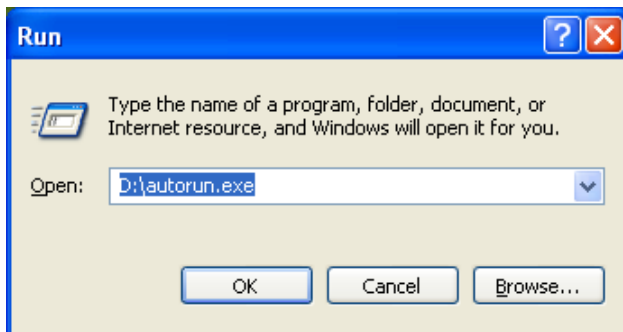 Run
Type the name of a program, folder, document, or
Internet resource, and Windows will open it for you.
Open: D:\autorun.exe
OK Cancel Browse...